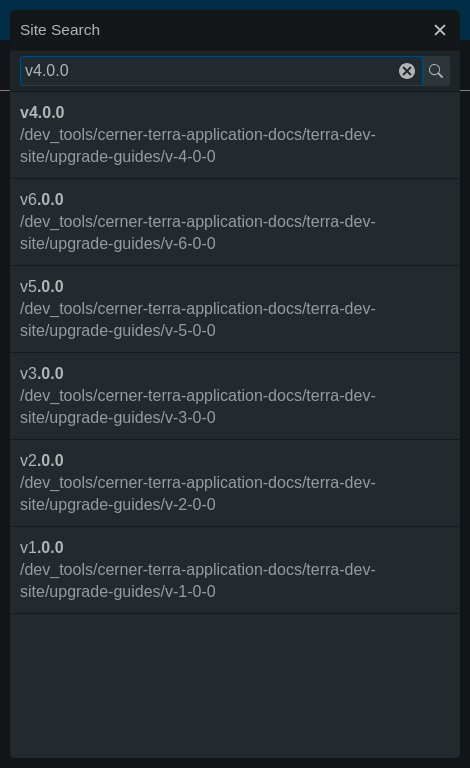 Site Search
v4.0.0
v4.0.0
/dev_tools/cerner-terra-application-docs/terra-dev-
site/upgrade-guides/v-4-0-0
v6.0.0
/dev_tools/cerner-terra-application-docs/terra-dev-
site/upgrade-guides/v-6-0-0
v5.0.0
/dev_tools/cerner-terra-application-docs/terra-dev-
site/upgrade-guides/v-5-0-0
v3.0.0
/dev_tools/cerner-terra-application-docs/terra-dev-
site/upgrade-guides/v-3-0-0
v2.0.0
/dev_tools/cerner-terra-application-docs/terra-dev-
site/upgrade-guides/v-2-0-0
v1.0.0
/dev_tools/cerner-terra-application-docs/terra-dev-
site/upgrade-guides/v-1-0-0